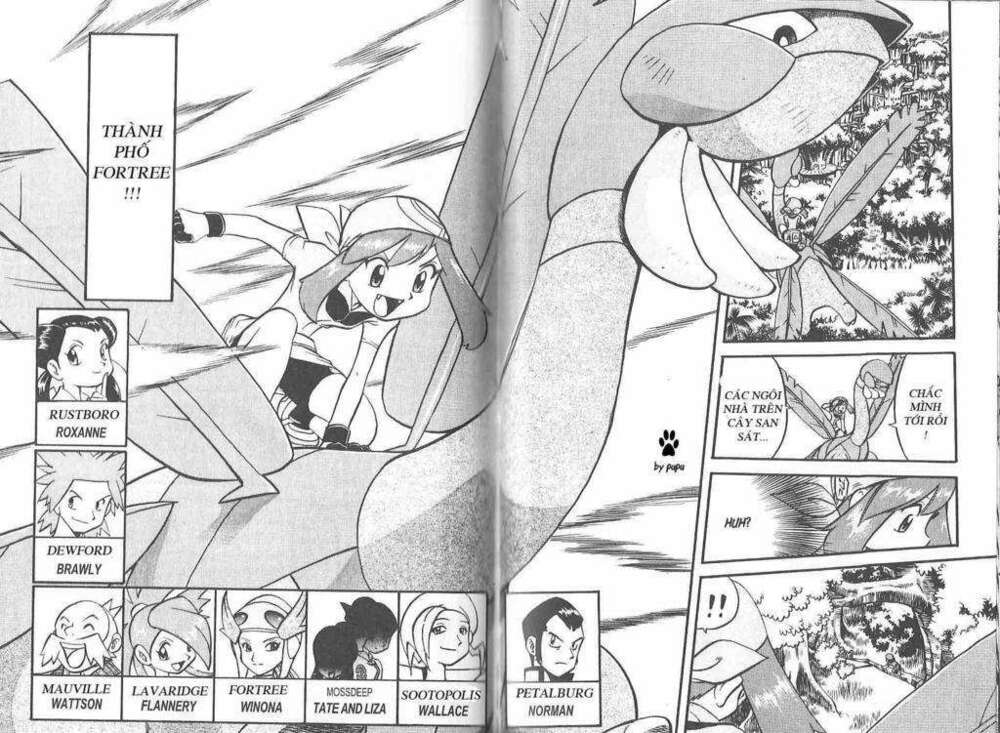 CHẮC
MÌNH
TỚI RỒI
!
CÁC NGÔI
NHÀ TRÊN
CÂY SAN
SÁT...
HUH?
!!
by papa
THÀNH
PHỐ
FORTREE
!!!
RUSTBORO
ROXANNE
DEWFORD
BRAWLY
MAUVILLE
WATTSON
LAVARIDGE
FLANNERY
FORTREE
WINONA
MOSSDEEP
TATE AND LIZA
SOOTOPOLIS
WALLACE
PETALBURG
NORMAN